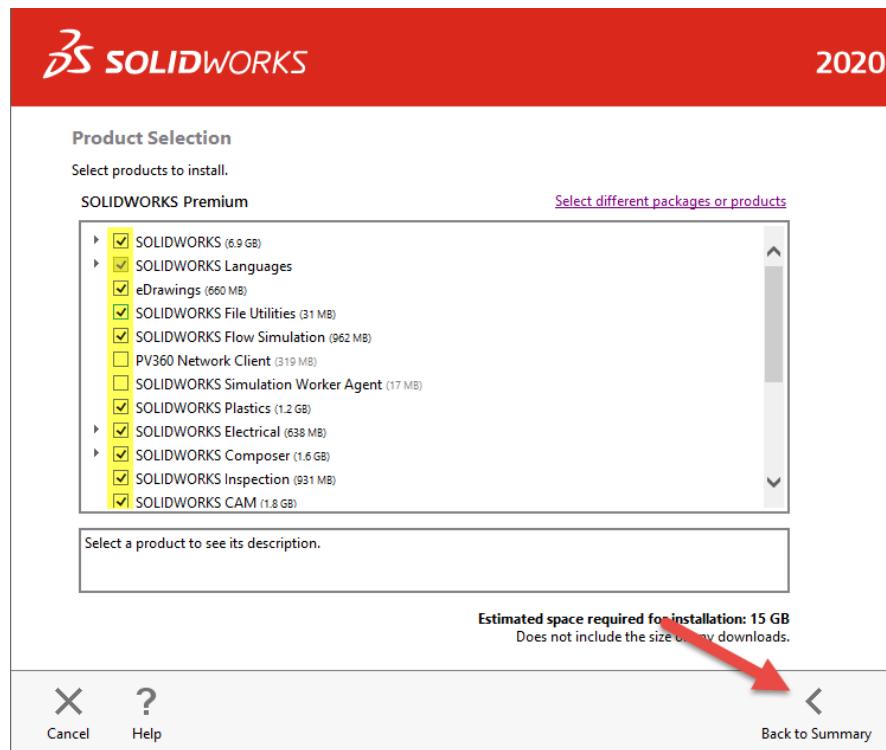 SOLIDWORKS
2020
Product Selection
Select products to install.
SOLIDWORKS Premium
Select different packages or products
SOLIDWORKS (6.9 GB)
SOLIDWORKS Languages
eDrawings (660 MB)
SOLIDWORKS File Utilities (31 MB)
SOLIDWORKS Flow Simulation (962 MB)
PV360 Network Client (319 MB)
SOLIDWORKS Simulation Worker Agent (17 MB)
SOLIDWORKS Plastics (1.2 GB)
SOLIDWORKS Electrical (638 MB)
SOLIDWORKS Composer (1.6 GB)
SOLIDWORKS Inspection (931 MB)
SOLIDWORKS CAM (1.8 GB)
Select a product to see its description.
Estimated space required for installation: 15 GB
Does not include the size downloads.
?
Cancel
Help
Back to Summary